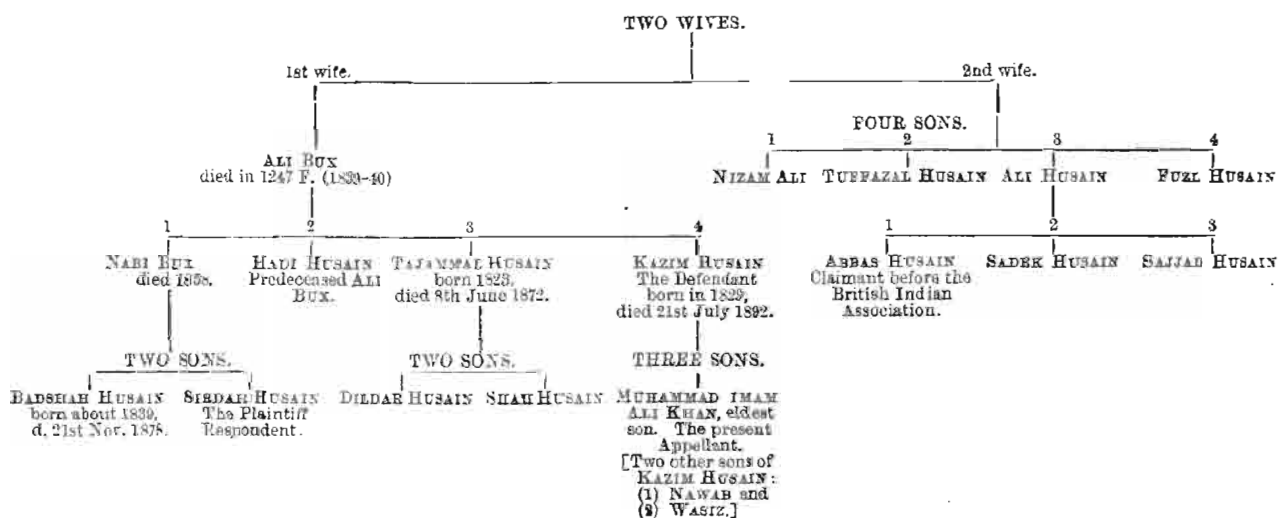 TWO WIVES.
1st wife.
2nd wife.
FOUR SONS.
1 2 3 4
ALI BUX
died in 1247 F. (1839-40)
NIZAM ALI TUFFAZAL HUSAIN ALI HUSAIN FUZL HUSAIN
1 2 3 4
1 2 3
NABI BUX
died 1858.
HADI HUSAIN
Predeceased ALI
BUX.
TAJAMMAL HUSAIN
born 1823,
died 8th June 1872.
KAZIM HUSAIN
The Defendant
born in 1829,
died 21st July 1892.
ABBAS HUSAIN
Claimant before the
British Indian
Association.
SADEK HUSAIN
SAJJAD HUSAIN
TWO SONS.
TWO SONS.
THREE SONS.
BADSHAH HUSAIN
born about 1839,
d. 21st Nov. 1878.
SIRDAR HUSAIN
The Plaintiff
Respondent.
DILDAR HUSAIN
SHAH HUSAIN
MUHAMMAD IMAM
ALI KHAN, eldest
son. The present
Appellant.
[Two other sons of
KAZIM HUSAIN:
(1) NAWAB and
(2) WASIZ.]